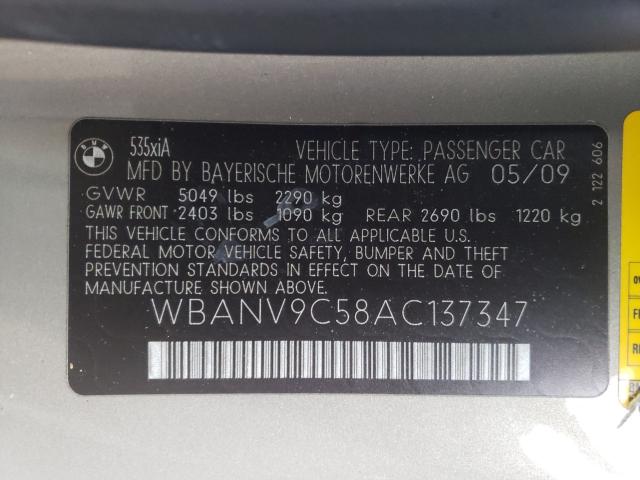 BMW
535xiA
VEHICLE TYPE: PASSENGER CAR
MFD BY BAYERISCHE MOTORENWERKE AG 05/09
GVWR 5049 lbs 2290 kg
GAWR FRONT 2403 lbs 1090 kg REAR 2690 lbs 1220 kg
THIS VEHICLE CONFORMS TO ALL APPLICABLE U.S.
FEDERAL MOTOR VEHICLE SAFETY, BUMPER AND THEFT
PREVENTION STANDARDS IN EFFECT ON THE DATE OF
MANUFACTURE SHOWN ABOVE.
WBANV9C58AC137347
2 122 606